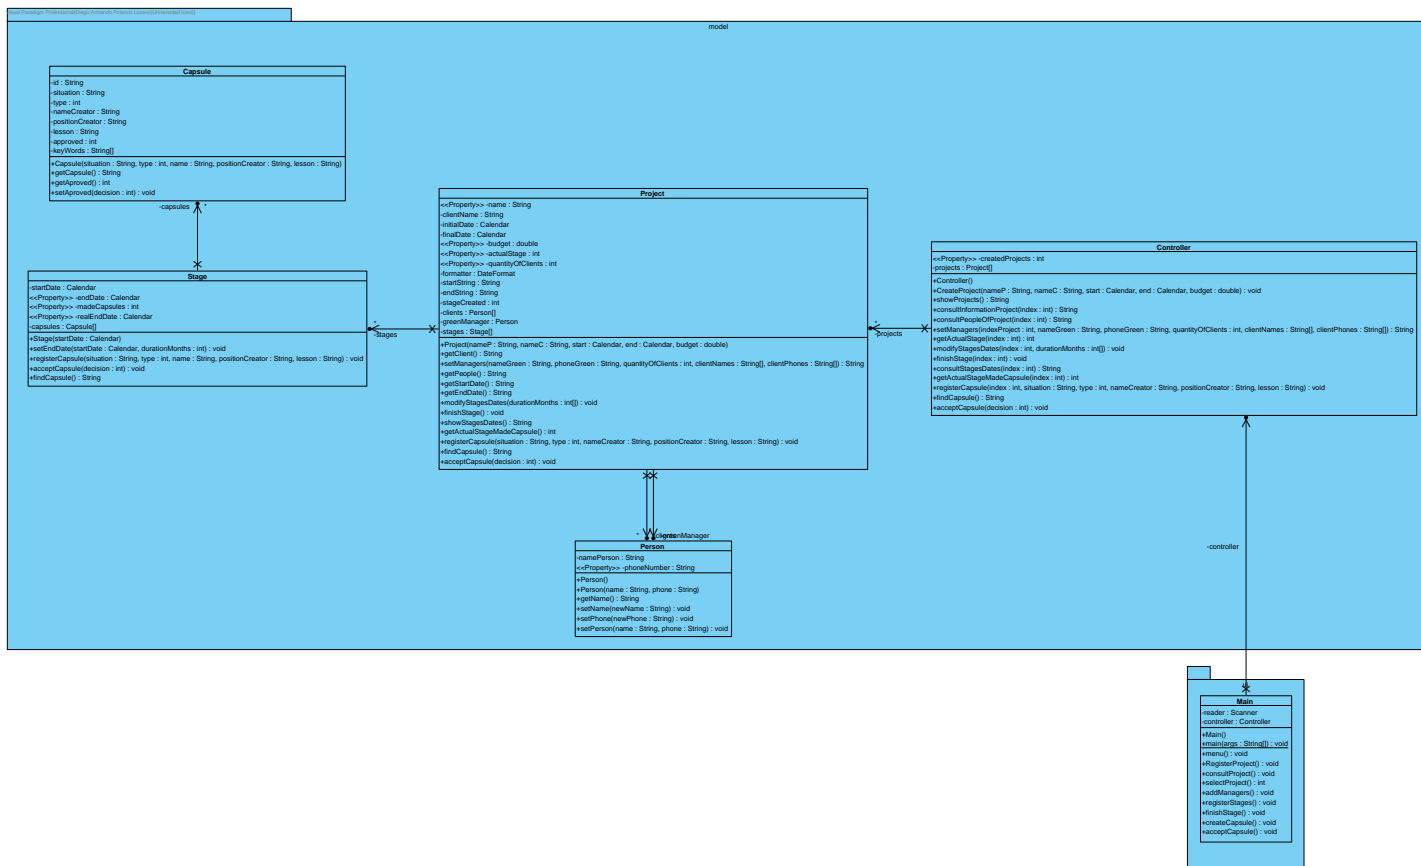 Visual Paradigm Professional(Diego Armando Polanco Lozano(Universidad Icesi))
model
Capsule
-id : String
-situation : String
-type : int
-nameCreator : String
-positionCreator : String
-lesson : String
-approved : int
-keyWords : String[]
+Capsule(situation : String, type : int, name : String, positionCreator : String, lesson : String)
+getCapsule() : String
+getAproved() : int
+setAproved(decision : int) : void
-capsules
*
Stage
-startDate : Calendar
<<Property>> -endDate : Calendar
<<Property>> -madeCapsules : int
<<Property>> -realEndDate : Calendar
-capsules : Capsule[]
+Stage(startDate : Calendar)
+setEndDate(startDate : Calendar, durationMonths : int) : void
+registerCapsule(situation : String, type : int, name : String, positionCreator : String, lesson : String) : void
+acceptCapsule(decision : int) : void
+findCapsule() : String
*
-stages
Project
<<Property>> -name : String
-clientName : String
-initialDate : Calendar
-finalDate : Calendar
<<Property>> -budget : double
<<Property>> -actualStage : int
<<Property>> -quantityOfClients : int
-formatter : DateFormat
-startString : String
-endString : String
-stageCreated : int
-clients : Person[]
-greenManager : Person
-stages : Stage[]
+Project(nameP : String, nameC : String, start : Calendar, end : Calendar, budget : double)
+getClient() : String
+setManagers(nameGreen : String, phoneGreen : String, quantityOfClients : int, clientNames : String[], clientPhones : String[]) : String
+getPeople() : String
+getStartDate() : String
+getEndDate() : String
+modifyStagesDates(durationMonths : int[]) : void
+finishStage() : void
+showStagesDates() : String
+getActualStageMadeCapsule() : int
+registerCapsule(situation : String, type : int, nameCreator : String, positionCreator : String, lesson : String) : void
+findCapsule() : String
+acceptCapsule(decision : int) : void
*
-projects
Controller
<<Property>> -createdProjects : int
-projects : Project[]
+Controller()
+CreateProject(nameP : String, nameC : String, start : Calendar, end : Calendar, budget : double) : void
+showProjects() : String
+consultInformationProject(index : int) : String
+consultPeopleOfProject(index : int) : String
+setManagers(indexProject : int, nameGreen : String, phoneGreen : String, quantityOfClients : int, clientNames : String[], clientPhones : String[]) : String
+getActualStage(index : int) : int
+modifyStagesDates(index : int, durationMonths : int[]) : void
+finishStage(index : int) : void
+consultStagesDates(index : int) : String
+getActualStageMadeCapsule(index : int) : int
+registerCapsule(index : int, situation : String, type : int, nameCreator : String, positionCreator : String, lesson : String) : void
+findCapsule() : String
+acceptCapsule(decision : int) : void
*
-clients
-greenManager
Person
-namePerson : String
<<Property>> -phoneNumber : String
+Person()
+Person(name : String, phone : String)
+getName() : String
+setName(newName : String) : void
+setPhone(newPhone : String) : void
+setPerson(name : String, phone : String) : void
-controller
Main
-reader : Scanner
-controller : Controller
+Main()
+main(args : String[]) : void
+menu() : void
+RegisterProject() : void
+consultProject() : void
+selectProject() : int
+addManagers() : void
+registerStages() : void
+finishStage() : void
+createCapsule() : void
+acceptCapsule() : void